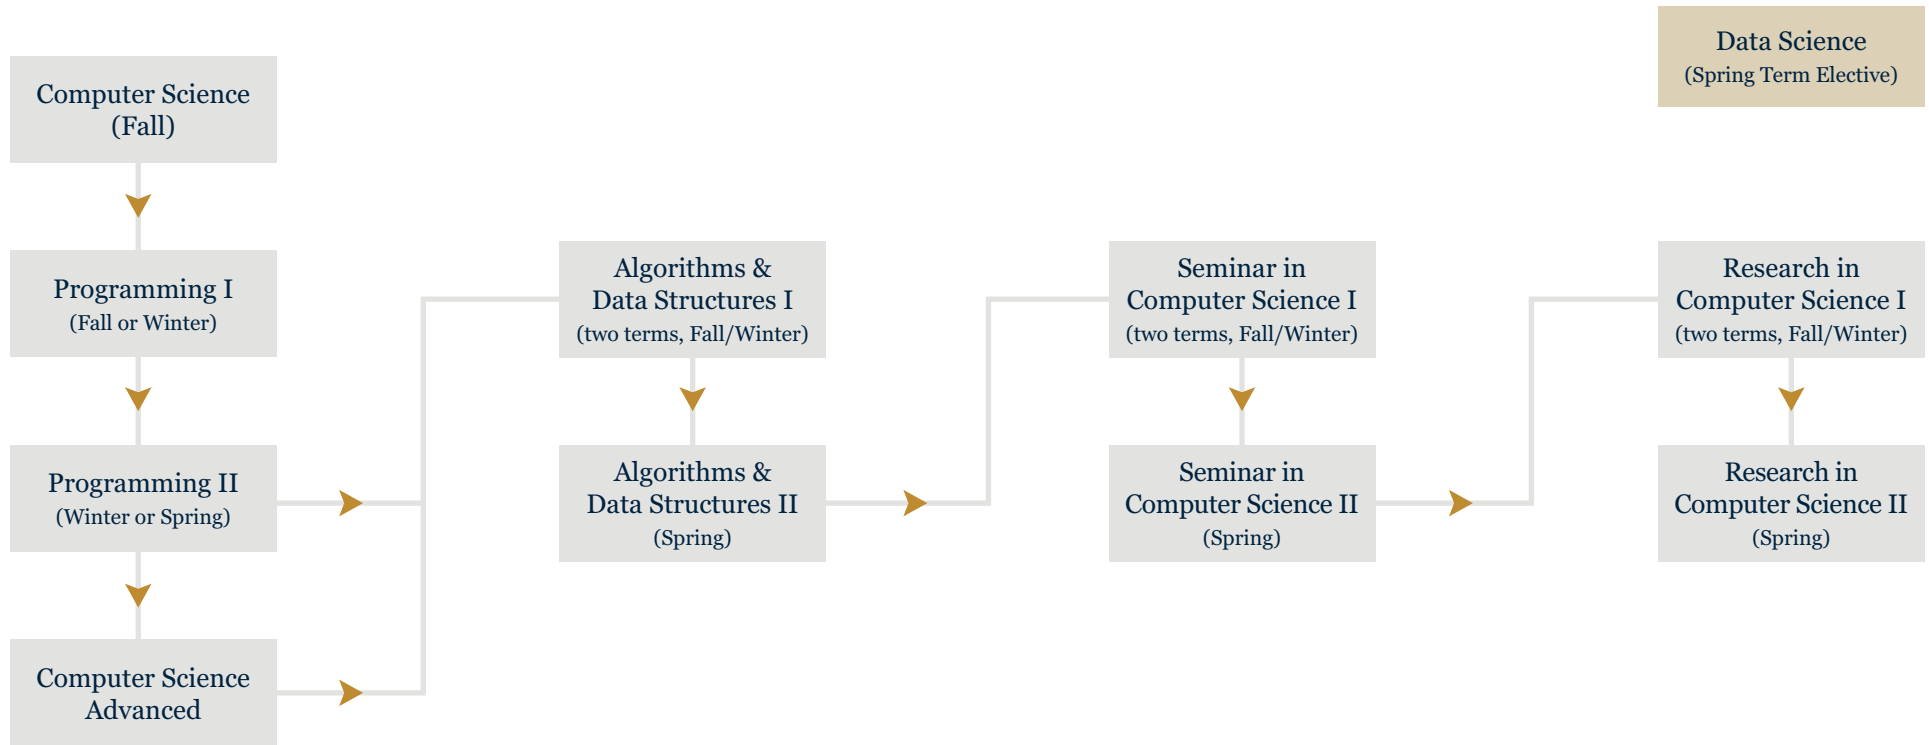 Data Science
(Spring Term Elective)
Computer Science
(Fall)
Programming I
(Fall or Winter)
Programming II
(Winter or Spring)
Computer Science
Advanced
Algorithms &
Data Structures I
(two terms, Fall/Winter)
Algorithms &
Data Structures II
(Spring)
Seminar in
Computer Science I
(two terms, Fall/Winter)
Seminar in
Computer Science II
(Spring)
Research in
Computer Science I
(two terms, Fall/Winter)
Research in
Computer Science II
(Spring)